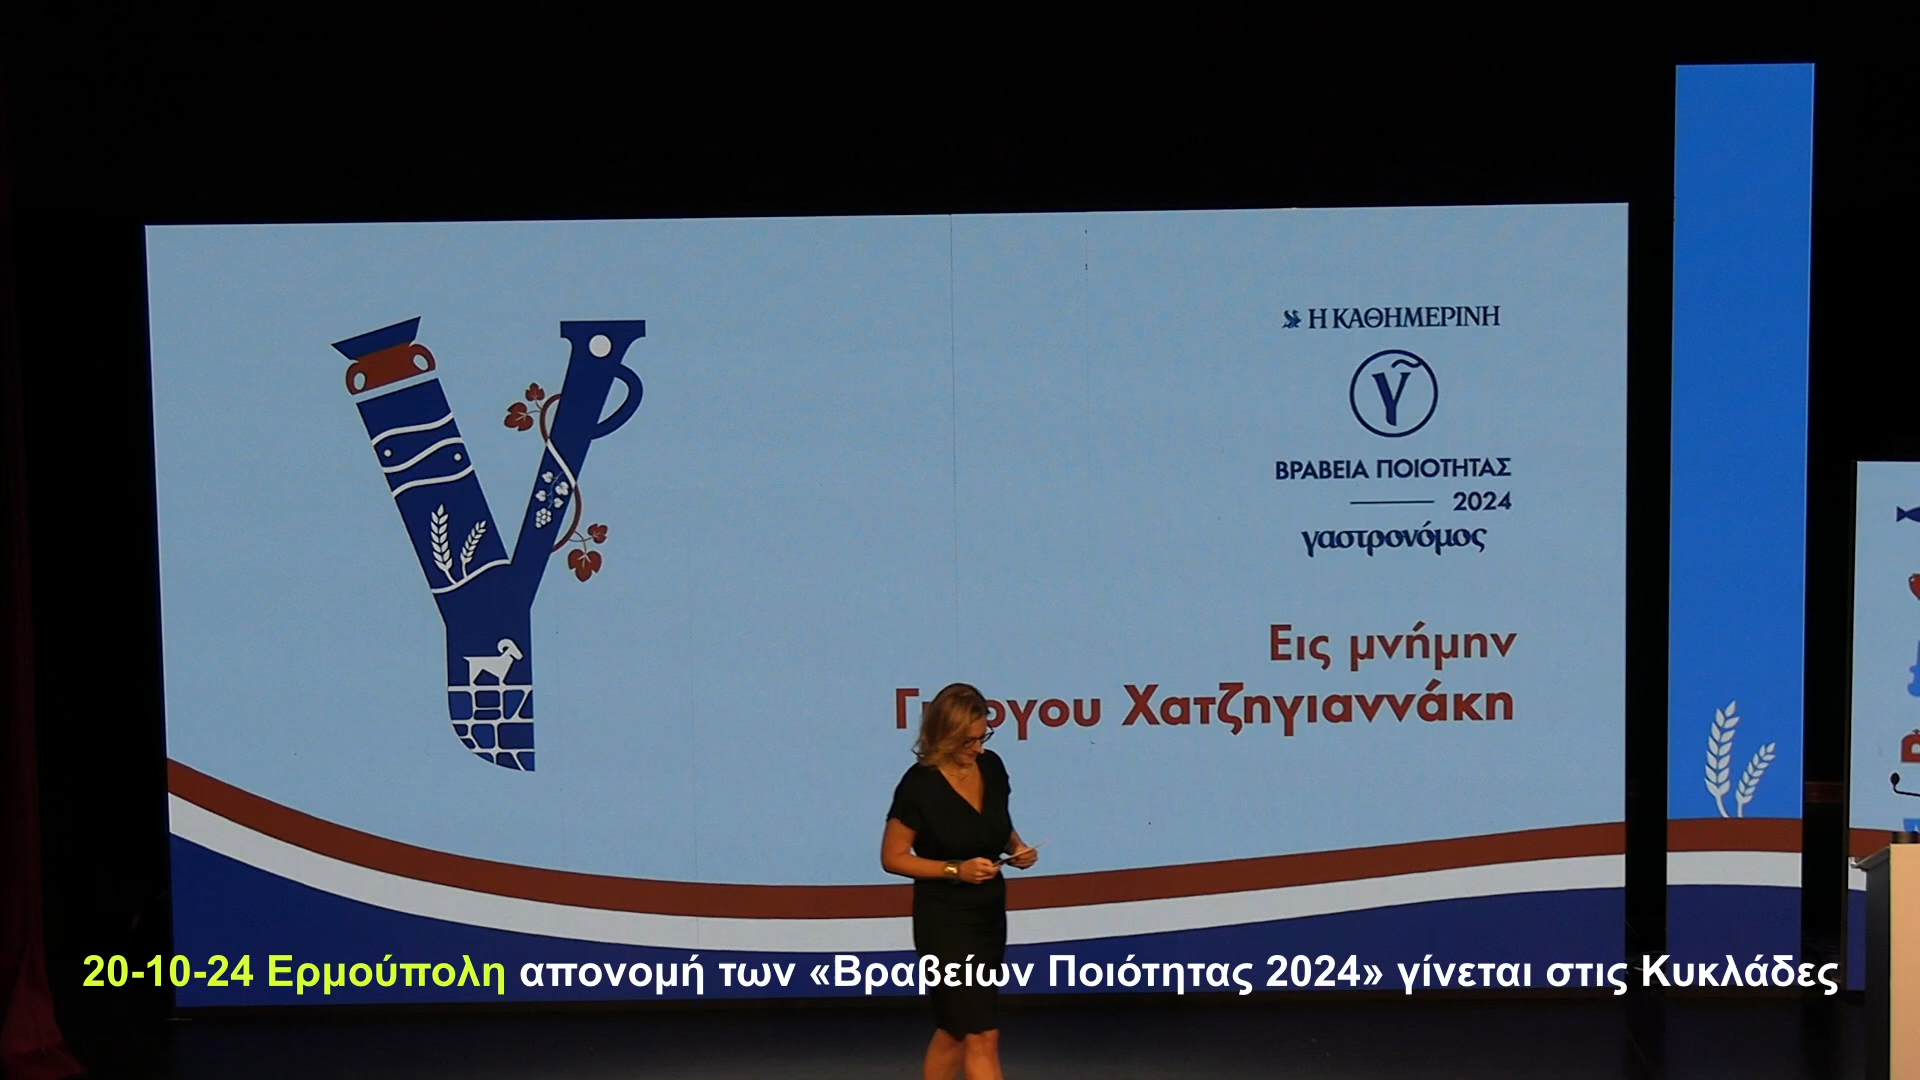 Η ΚΑΘΗΜΕΡΙΝΗ
γ
ΒΡΑΒΕΙΑ ΠΟΙΟΤΗΤΑΣ
2024
γαστρονόμος
Εις μνήμην
Χατζηγιαννάκη
20-10-24 Ερμούπολη απονομή των «Βραβείων Ποιότητας 2024» γίνεται στις Κυκλάδες